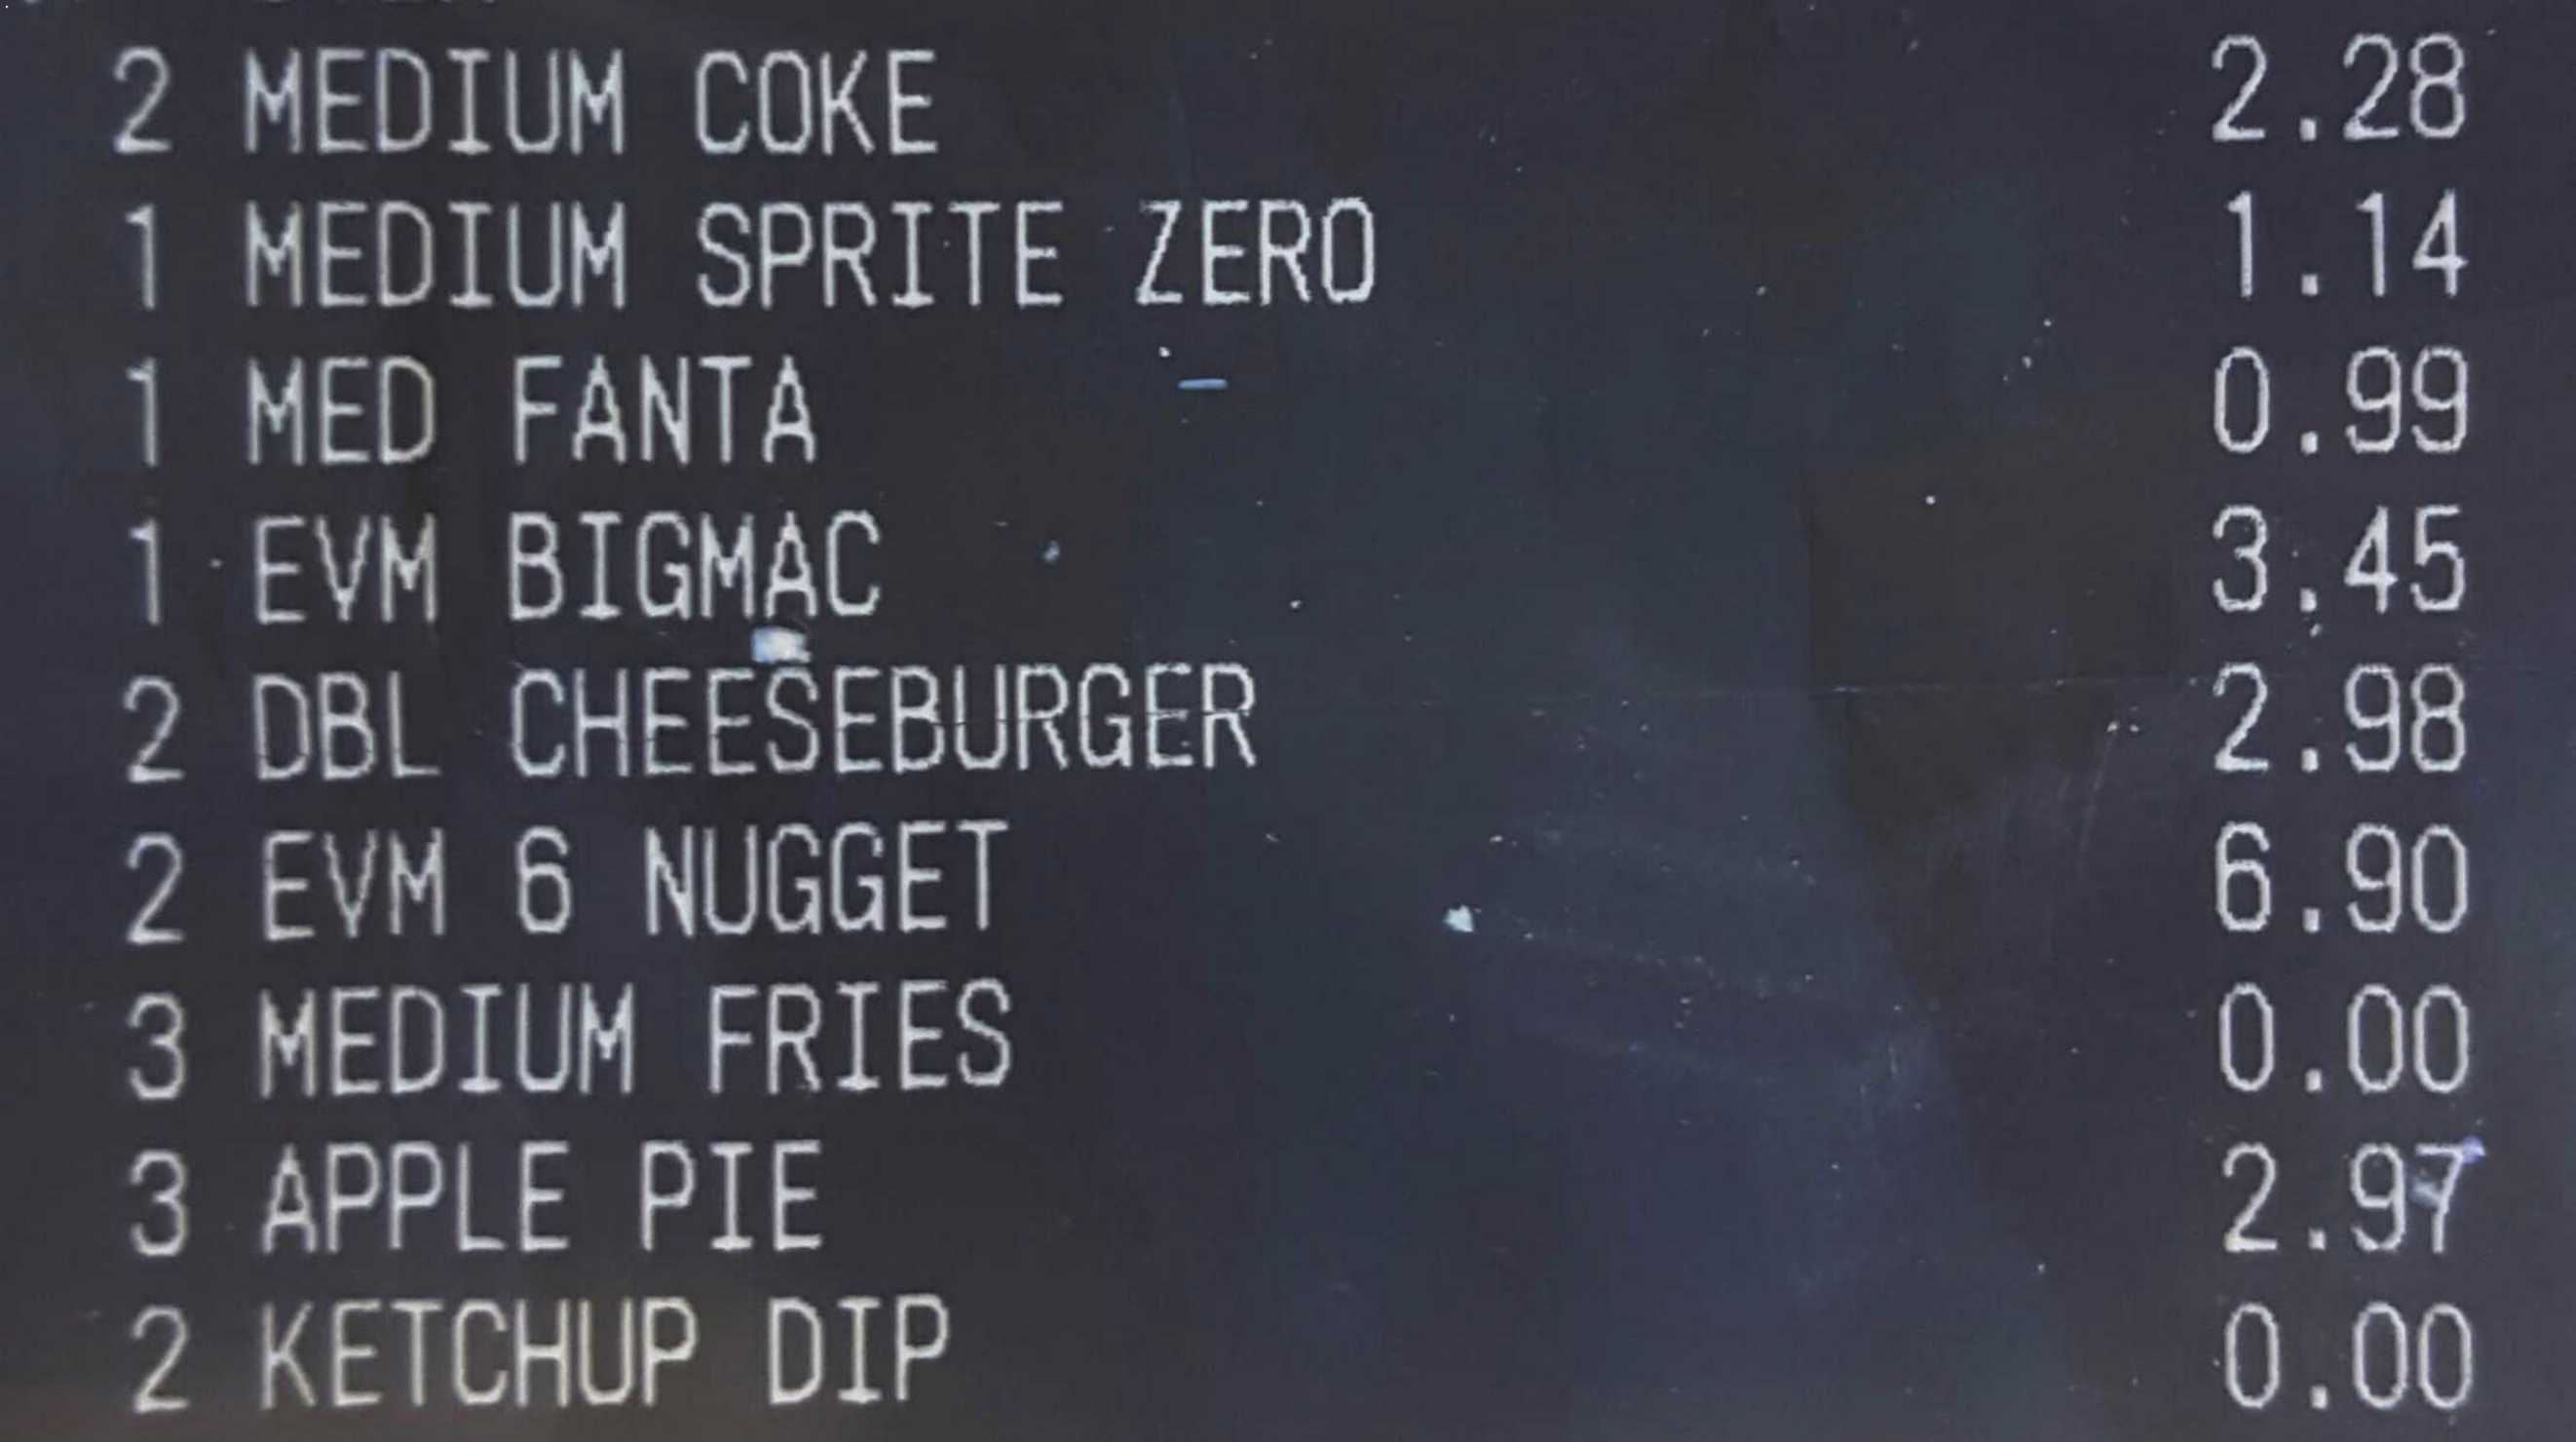 2 MEDIUM COKE 2.28
1 MEDIUM SPRITE ZERO 1.14
1 MED FANTA 0.99
1 EVM BIGMAC 3.45
2 DBL CHEESEBURGER 2.98
2 EVM 6 NUGGET 6.90
3 MEDIUM FRIES 0.00
3 APPLE PIE 2.97
2 KETCHUP DIP 0.00